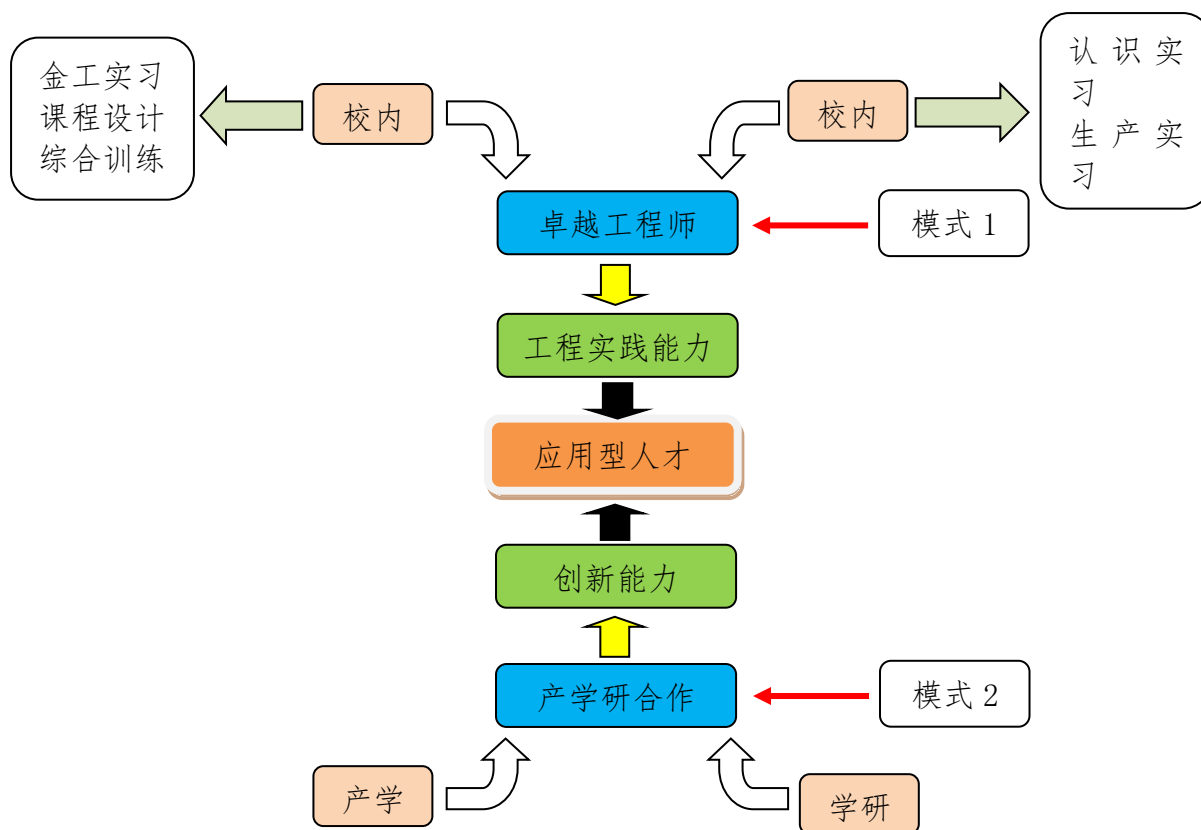 金工实习
课程设计
综合训练
校内
校内
认识实
习
生产实
习
卓越工程师
模式 1
工程实践能力
应用型人才
创新能力
产学研合作
模式 2
产学
学研